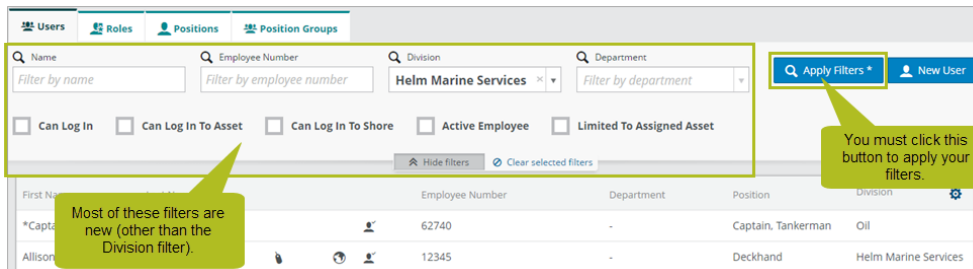 Users Roles Positions Position Groups
Name Employee Number Division Department
Filter by name Filter by employee number Helm Marine Services × Filter by department
Apply Filters * New User
Can Log In Can Log In To Asset Can Log In To Shore Active Employee Limited To Assigned Asset
Hide filters Clear selected filters
You must click this
button to apply your
filters.
First Employee Number Department Position Division
Most of these filters are
new (other than the
Division filter).
62740 - Captain, Tankerman Oil
Allison 12345 - Deckhand Helm Marine Services